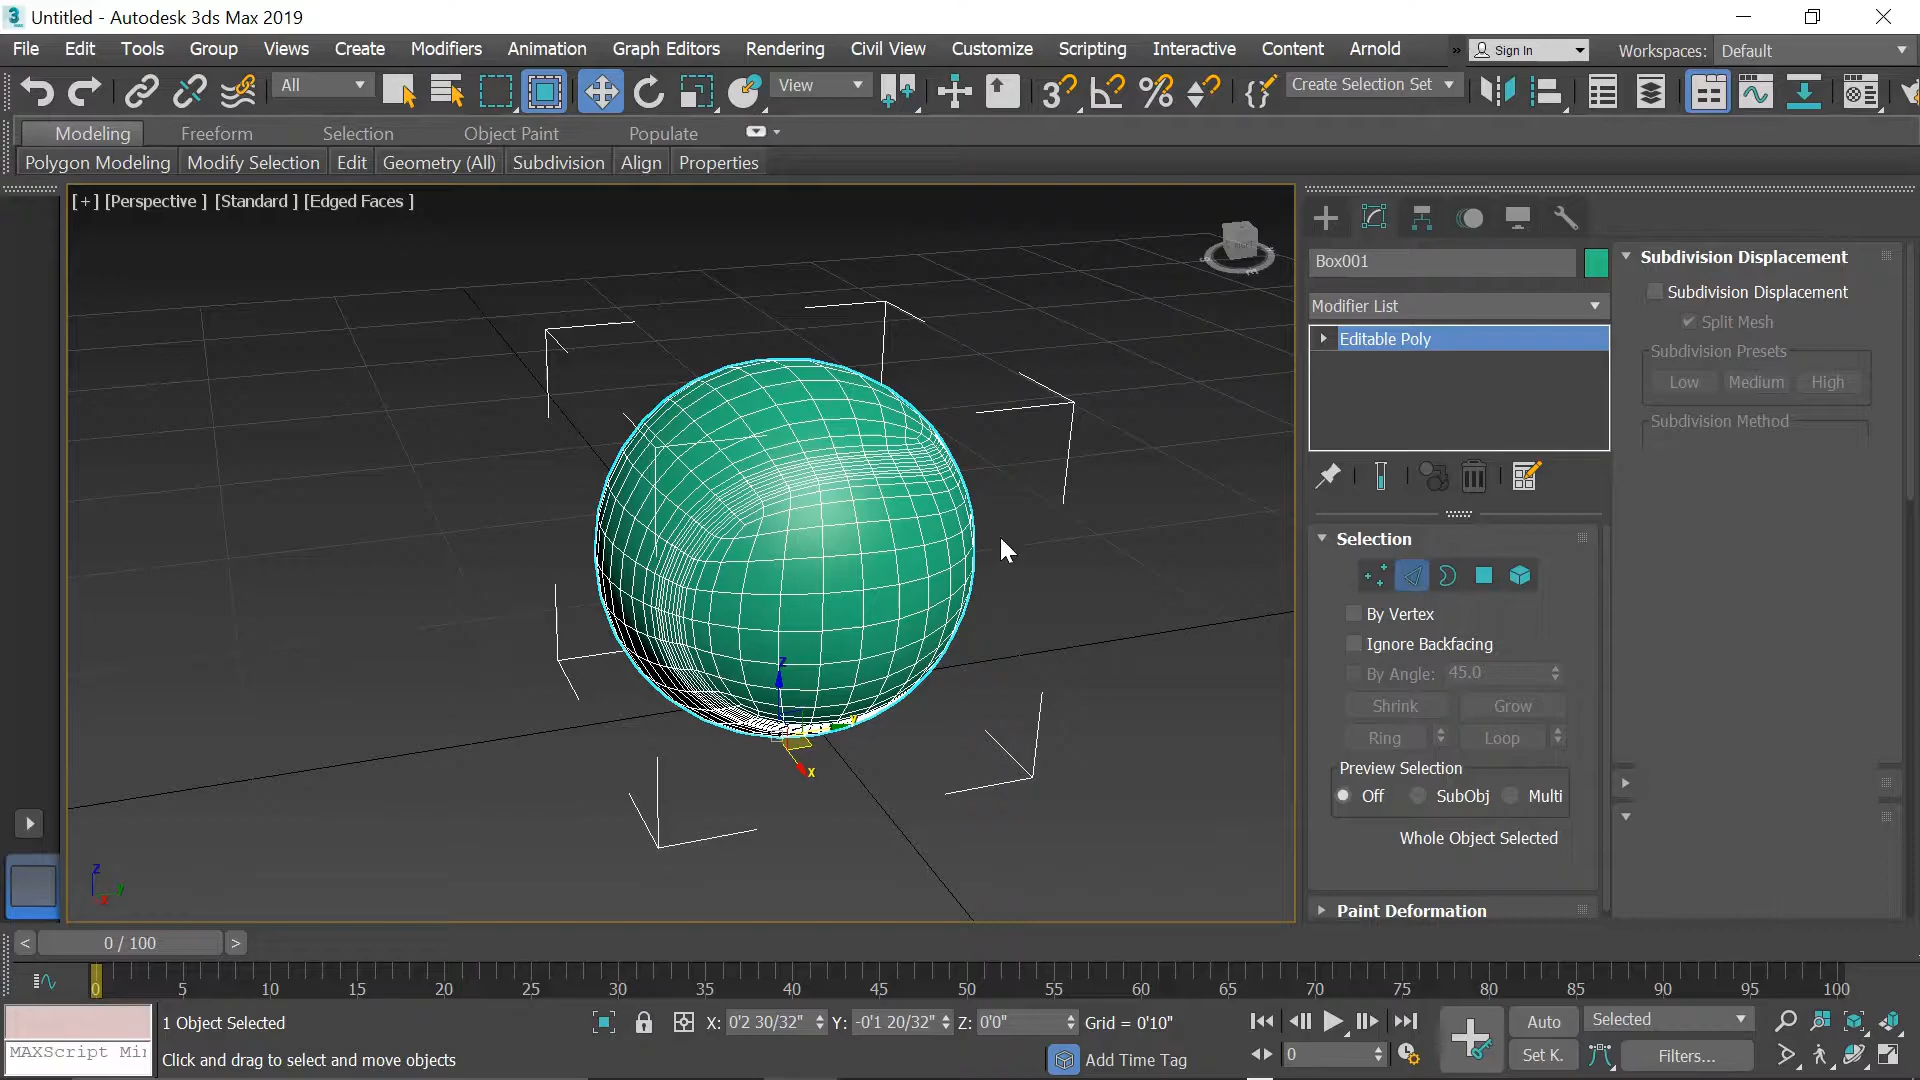 Untitled - Autodesk 3ds Max 2019
File Edit Tools Group Views Create Modifiers Animation Graph Editors Rendering Civil View Customize Scripting Interactive Content Arnold » Sign In Workspaces: Default
All View Create Selection Set
Modeling Freeform Selection Object Paint Populate
Polygon Modeling Modify Selection Edit Geometry (All) Subdivision Align Properties
[ + ] [Perspective ] [Standard ] [Edged Faces ]
Box001
Modifier List
Editable Poly
Subdivision Displacement
Subdivision Displacement
Split Mesh
Subdivision Presets
Low Medium High
Subdivision Method
Selection
By Vertex
Ignore Backfacing
By Angle: 45.0
Shrink Grow
Ring Loop
Preview Selection
Off SubObj Multi
Whole Object Selected
Paint Deformation
z
y
x
z
y
x
< 0 / 100 >
0 5 10 15 20 25 30 35 40 45 50 55 60 65 70 75 80 85 90 95 100
1 Object Selected X: 0'2 30/32" Y: -0'1 20/32" Z: 0'0" Grid = 0'10" Auto Selected
MAXScript Mir Click and drag to select and move objects Add Time Tag 0 Set K. Filters...